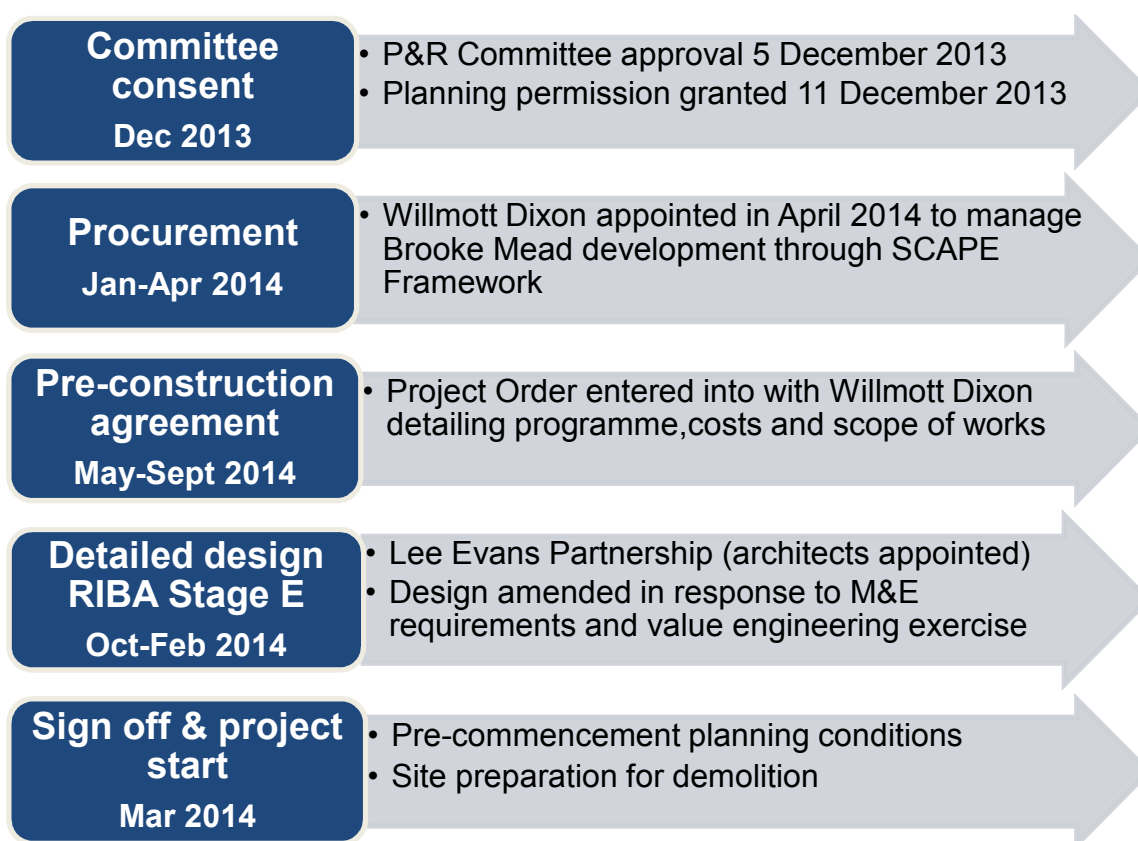 Committee
consent
Dec 2013
• P&R Committee approval 5 December 2013
• Planning permission granted 11 December 2013
Procurement
Jan-Apr 2014
• Willmott Dixon appointed in April 2014 to manage
Brooke Mead development through SCAPE
Framework
Pre-construction
agreement
May-Sept 2014
• Project Order entered into with Willmott Dixon
detailing programme,costs and scope of works
Detailed design
RIBA Stage E
Oct-Feb 2014
• Lee Evans Partnership (architects appointed)
• Design amended in response to M&E
requirements and value engineering exercise
Sign off & project
start
Mar 2014
• Pre-commencement planning conditions
• Site preparation for demolition